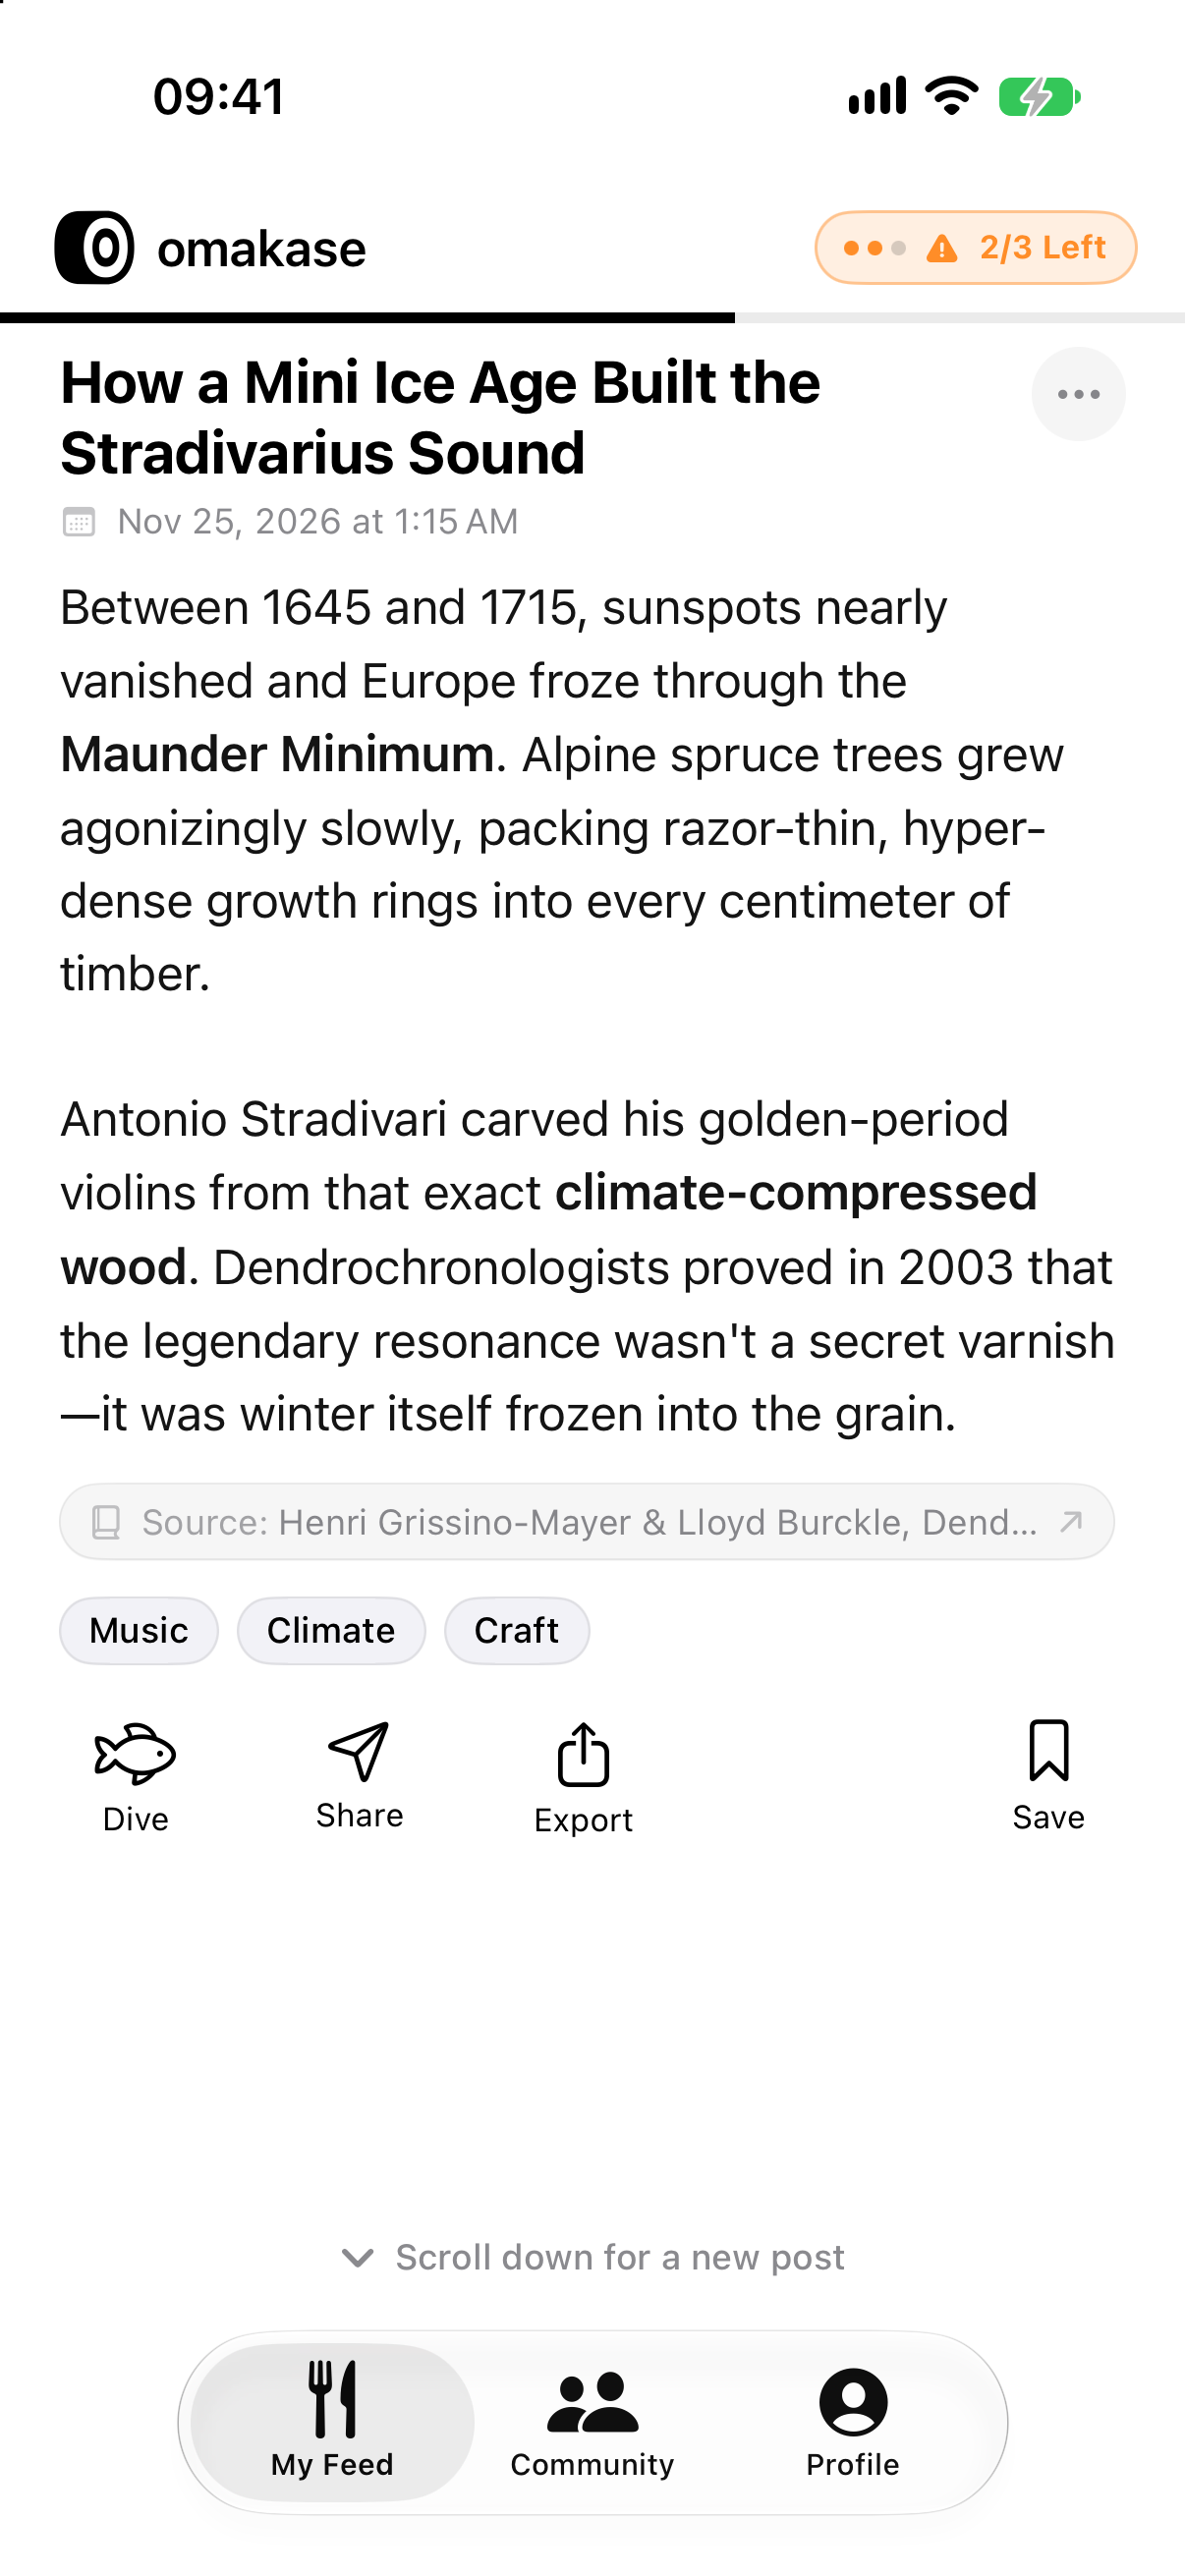 09:41
omakase
2/3 Left
How a Mini Ice Age Built the
Stradivarius Sound
Nov 25, 2026 at 1:15 AM
Between 1645 and 1715, sunspots nearly
vanished and Europe froze through the
Maunder Minimum. Alpine spruce trees grew
agonizingly slowly, packing razor-thin, hyper-
dense growth rings into every centimeter of
timber.
Antonio Stradivari carved his golden-period
violins from that exact climate-compressed
wood. Dendrochronologists proved in 2003 that
the legendary resonance wasn't a secret varnish
—it was winter itself frozen into the grain.
Source: Henri Grissino-Mayer & Lloyd Burckle, Dend...
Music Climate Craft
Dive Share Export Save
Scroll down for a new post
My Feed Community Profile